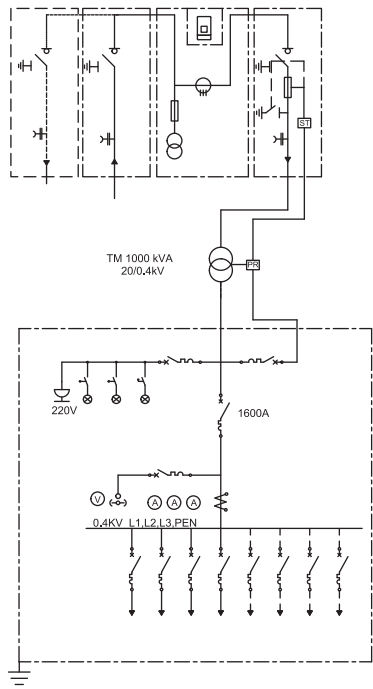 ST
TM 1000 kVA
20/0.4kV
PR
220V
1600A
V
A A A
0.4KV L1,L2,L3,PEN